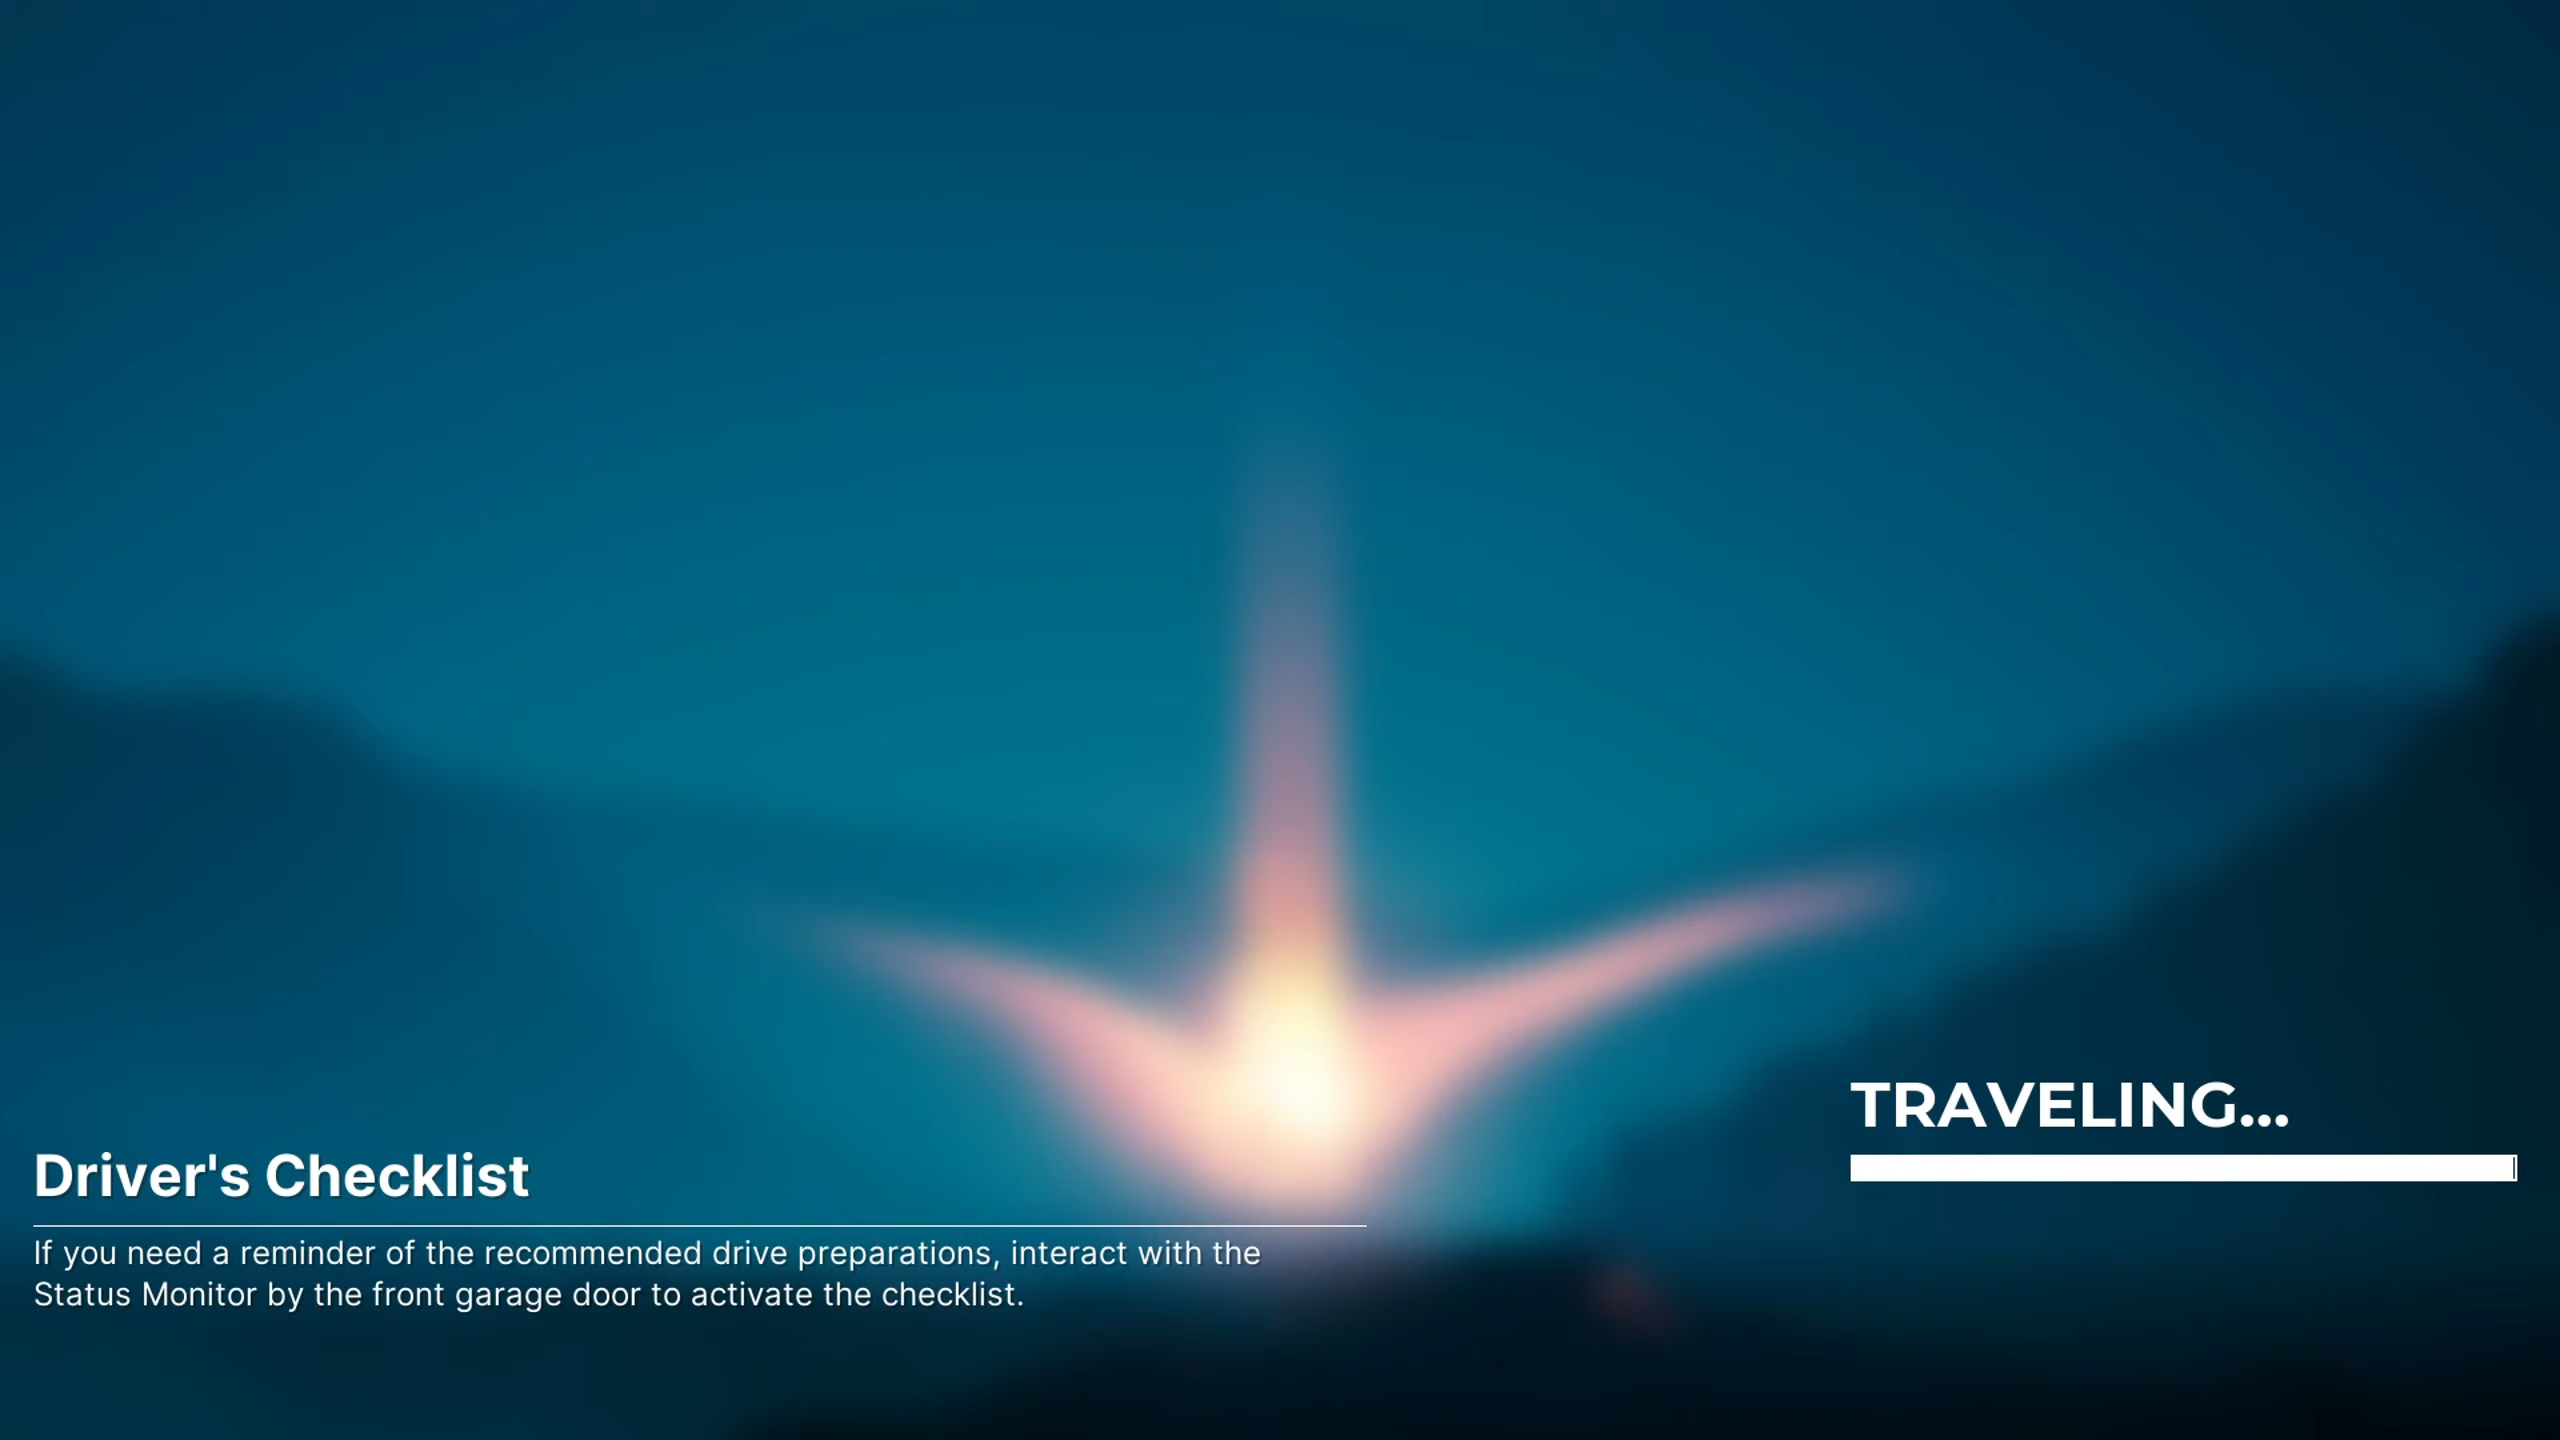 TRAVELING...
Driver's Checklist
If you need a reminder of the recommended drive preparations, interact with the
Status Monitor by the front garage door to activate the checklist.